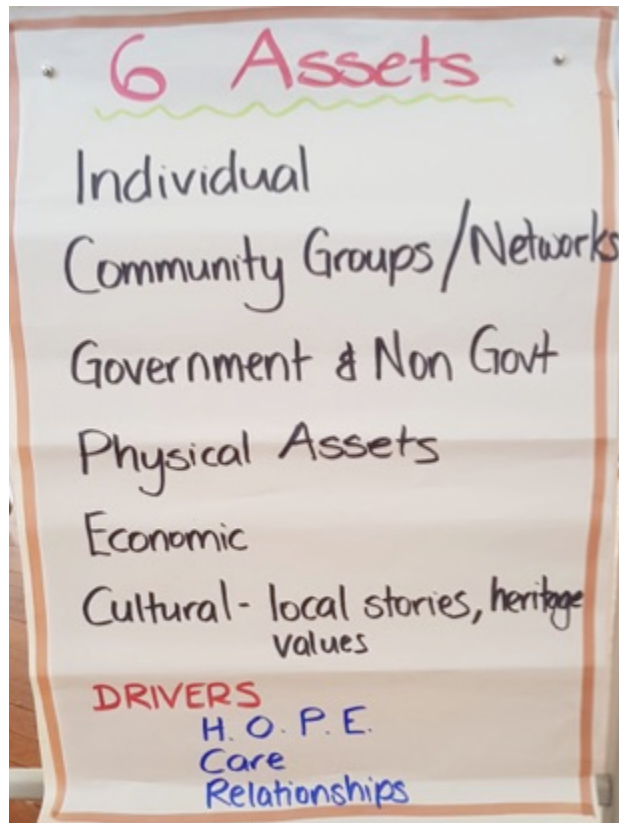 6 Assets
Individual
Community Groups/Networks
Government & Non Govt
Physical Assets
Economic
Cultural - local stories, heritage
values
DRIVERS
H. O. P. E.
Care
Relationships